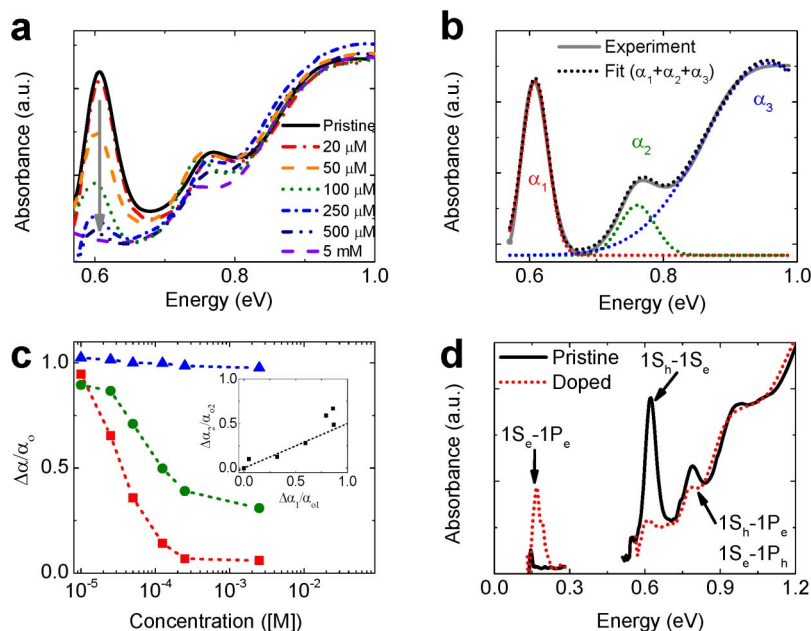 a
Absorbance (a.u.)
Pristine
20 μM
50 μM
100 μM
250 μM
500 μM
5 mM
0.6 0.8 1.0
Energy (eV)
b
Absorbance (a.u.)
Experiment
Fit (α1+α2+α3)
α1
α2
α3
0.6 0.8 1.0
Energy (eV)
c
Δα/αo
1.0
0.5
0.0
10-5 10-4 10-3 10-2
Concentration ([M])
Δα2/αo2
1.0
0.5
0.0
0.0 0.5 1.0
Δα1/αo1
d
Absorbance (a.u.)
Pristine
Doped
1Sh-1Se
1Se-1Pe
1Sh-1Pe
1Se-1Ph
0.0 0.3 0.6 0.9 1.2
Energy (eV)